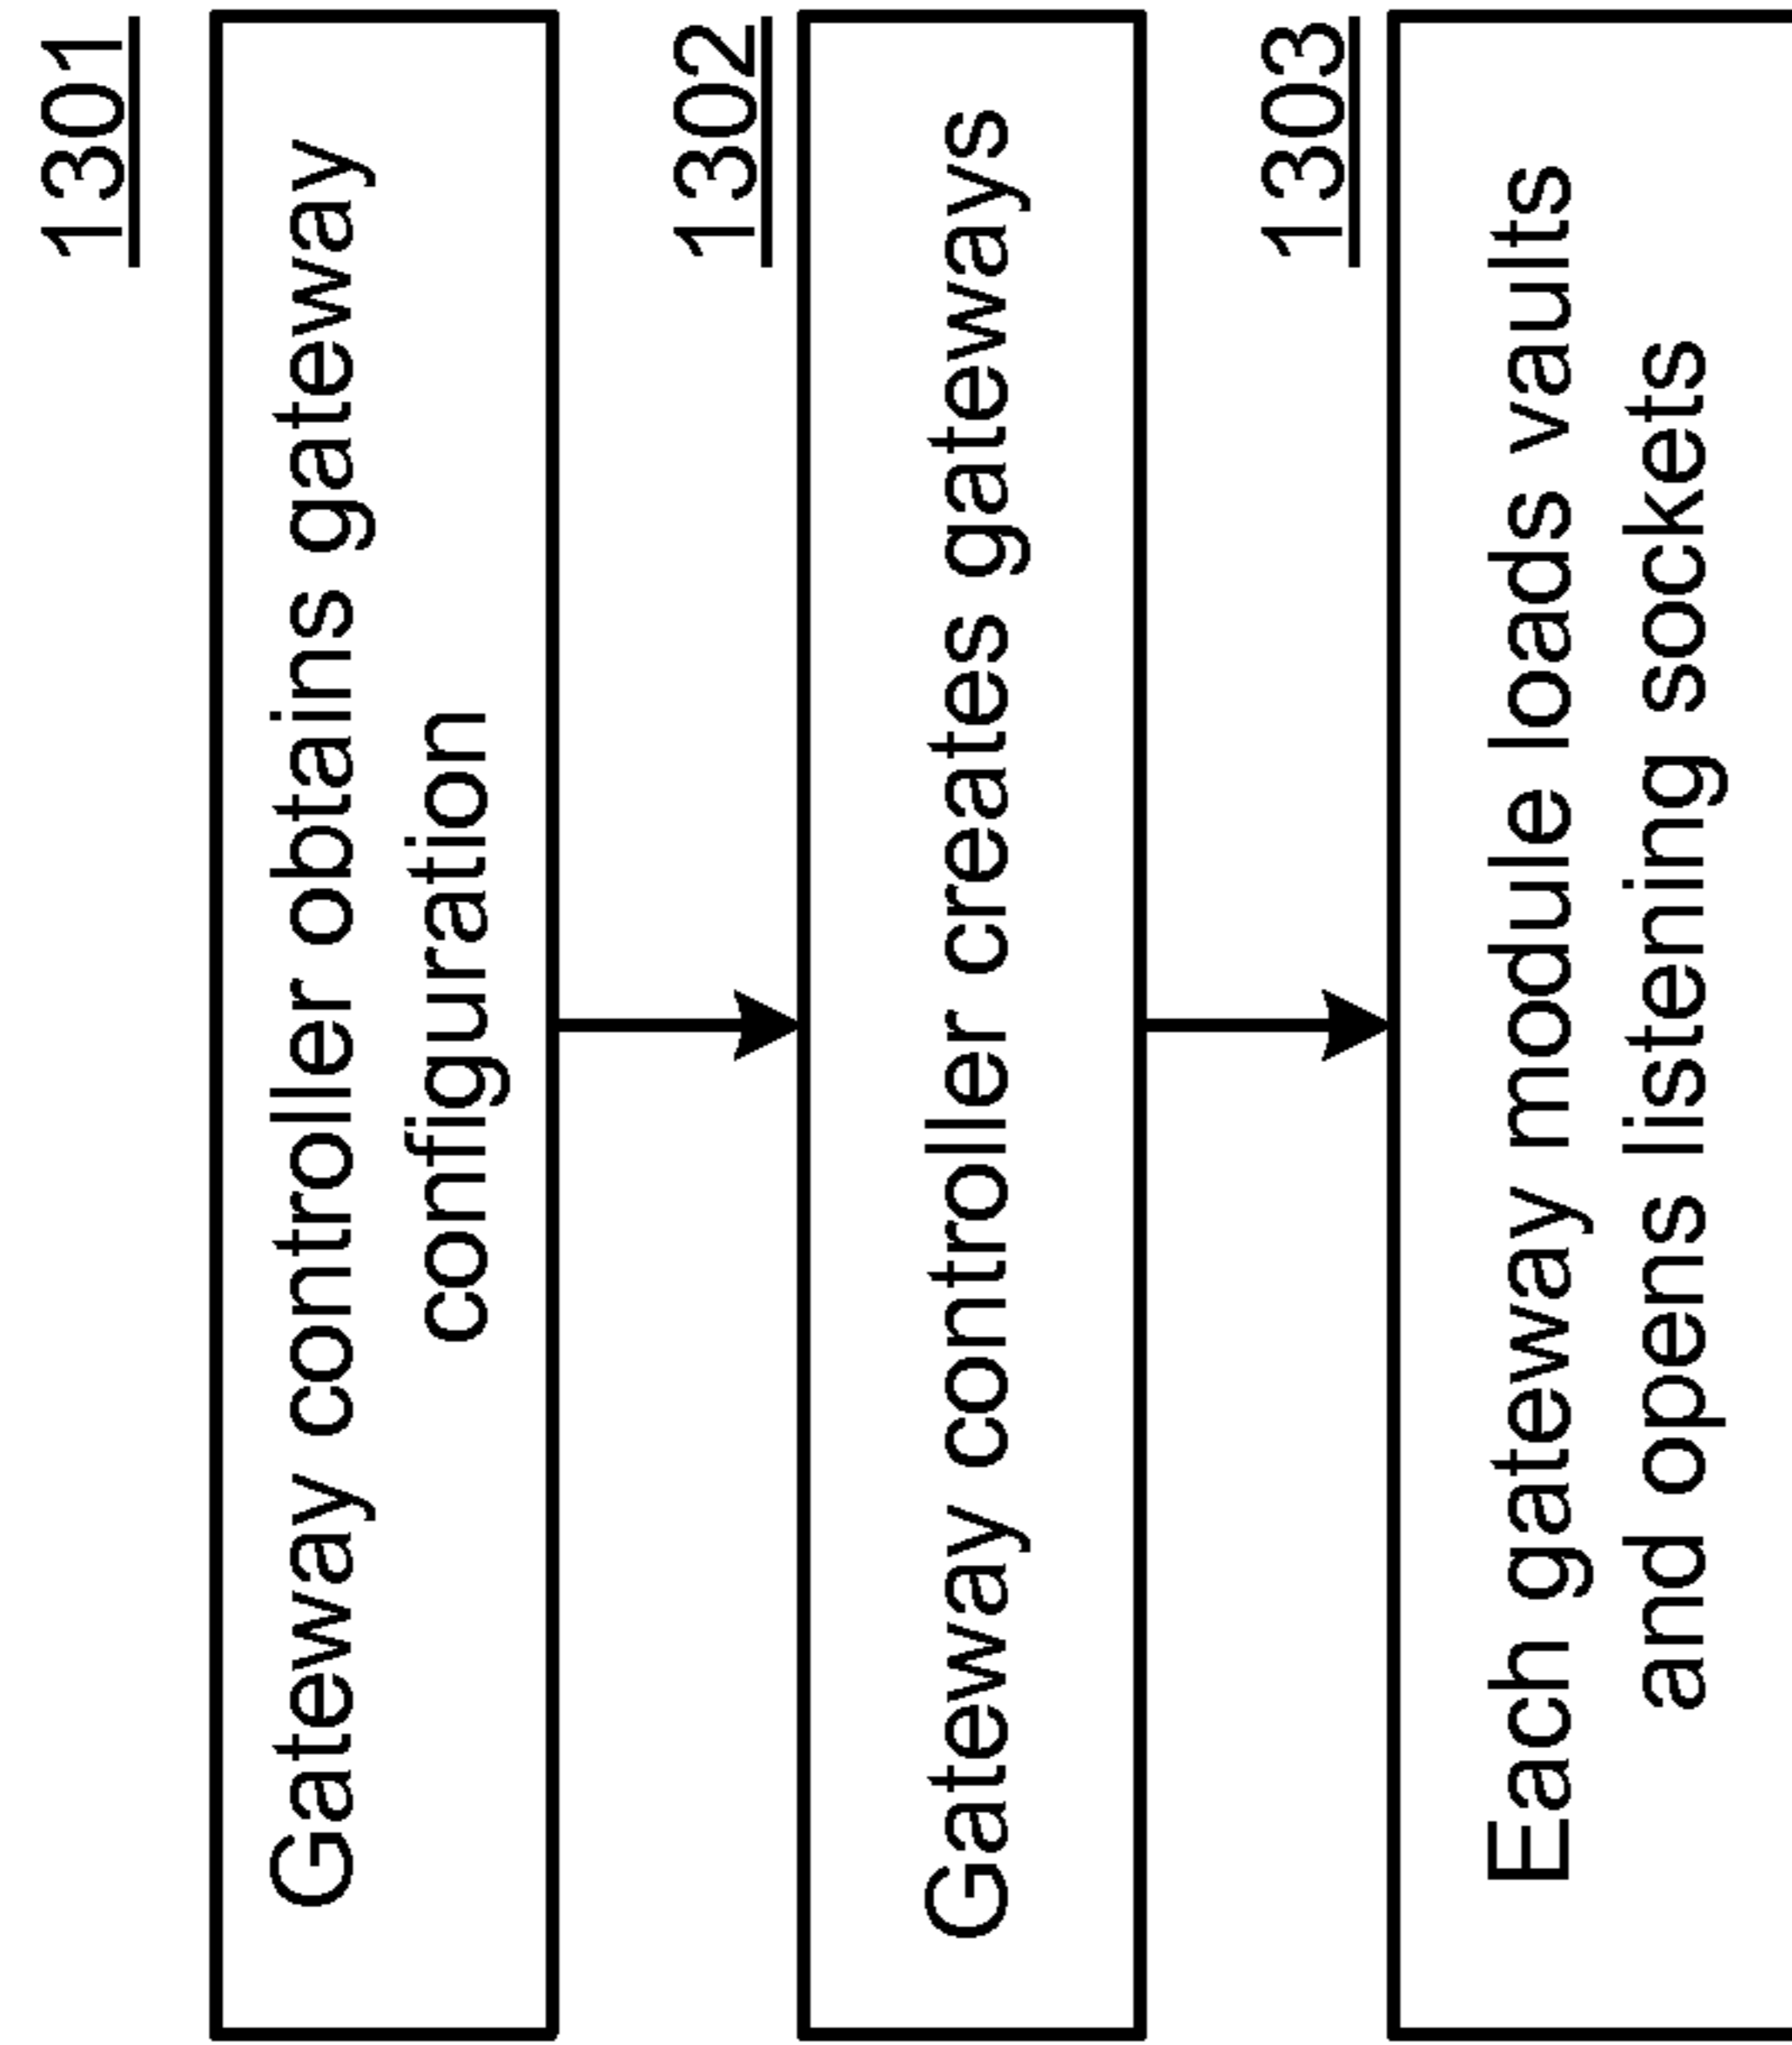 1301
Gateway controller obtains gateway
configuration
1302
Gateway controller creates gateways
1303
Each gateway module loads vaults
and opens listening sockets